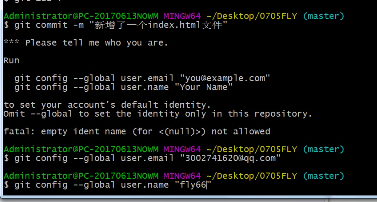 Administrator@PC-20170613NOWM MINGW64 ~/Desktop/0705FLY (master)
$ git commit -m "新增了一个index.html文件"
*** Please tell me who you are.
Run
git config --global user.email "you@example.com"
git config --global user.name "Your Name"
to set your account's default identity.
Omit --global to set the identity only in this repository.
fatal: empty ident name (for <(null)>) not allowed
Administrator@PC-20170613NOWM MINGW64 ~/Desktop/0705FLY (master)
$ git config --global user.email "3002741620@qq.com"
Administrator@PC-20170613NOWM MINGW64 ~/Desktop/0705FLY (master)
$ git config --global user.name "fly66